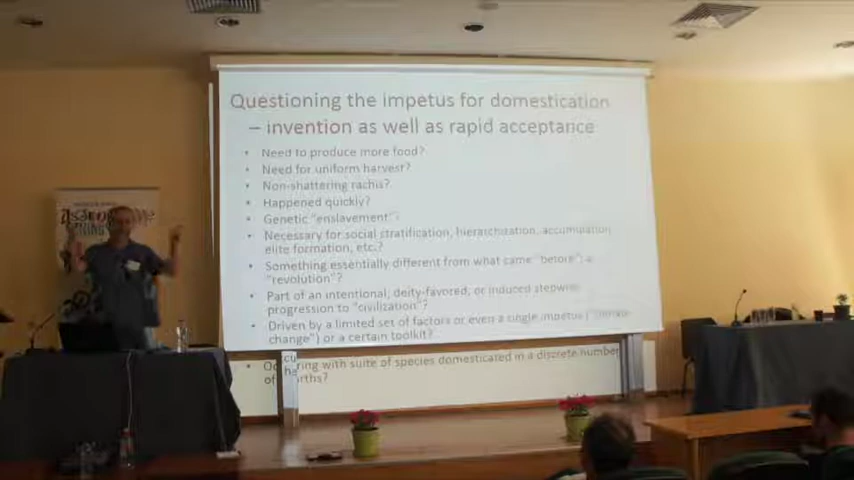 Questioning the impetus for domestication
– invention as well as rapid acceptance
• Need to produce more food?
• Need for uniform harvest?
• Non-shattering rachis?
• Happened quickly?
• Genetic "enslavement"?
• Necessary for social stratification, hierarchization, accumulation,
elite formation, etc.?
• Something essentially different from what came "before"; a
"revolution"?
• Part of an intentional, deity-favored, or induced stepwise
progression to "civilization"?
• Driven by a limited set of factors or even a single impetus ("climate
change") or a certain toolkit?
• with suite of species domesticated in a discrete number
of